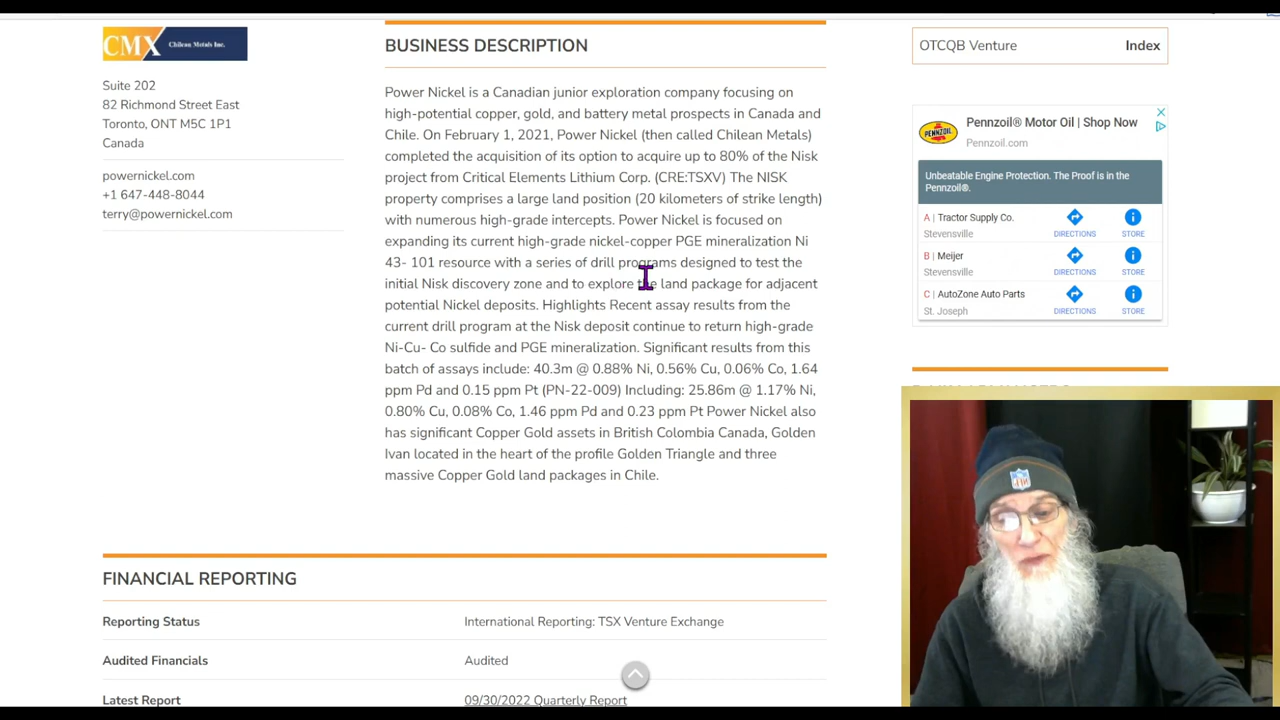 CMX Chilean Metals Inc.
Suite 202
82 Richmond Street East
Toronto, ONT M5C 1P1
Canada
powernickel.com
+1 647-448-8044
terry@powernickel.com
BUSINESS DESCRIPTION
Power Nickel is a Canadian junior exploration company focusing on
high-potential copper, gold, and battery metal prospects in Canada and
Chile. On February 1, 2021, Power Nickel (then called Chilean Metals)
completed the acquisition of its option to acquire up to 80% of the Nisk
project from Critical Elements Lithium Corp. (CRE:TSXV) The NISK
property comprises a large land position (20 kilometers of strike length)
with numerous high-grade intercepts. Power Nickel is focused on
expanding its current high-grade nickel-copper PGE mineralization Ni
43- 101 resource with a series of drill programs designed to test the
initial Nisk discovery zone and to explore the land package for adjacent
potential Nickel deposits. Highlights Recent assay results from the
current drill program at the Nisk deposit continue to return high-grade
Ni-Cu- Co sulfide and PGE mineralization. Significant results from this
batch of assays include: 40.3m @ 0.88% Ni, 0.56% Cu, 0.06% Co, 1.64
ppm Pd and 0.15 ppm Pt (PN-22-009) Including: 25.86m @ 1.17% Ni,
0.80% Cu, 0.08% Co, 1.46 ppm Pd and 0.23 ppm Pt Power Nickel also
has significant Copper Gold assets in British Colombia Canada, Golden
Ivan located in the heart of the profile Golden Triangle and three
massive Copper Gold land packages in Chile.
FINANCIAL REPORTING
Reporting Status International Reporting: TSX Venture Exchange
Audited Financials Audited
Latest Report 09/30/2022 Quarterly Report
OTCQB Venture Index
PENNZOIL
Pennzoil® Motor Oil | Shop Now
Pennzoil.com
Unbeatable Engine Protection. The Proof is in the
Pennzoil®.
A | Tractor Supply Co.
Stevensville
DIRECTIONS STORE
B | Meijer
Stevensville
DIRECTIONS STORE
C | AutoZone Auto Parts
St. Joseph
DIRECTIONS STORE
NFL